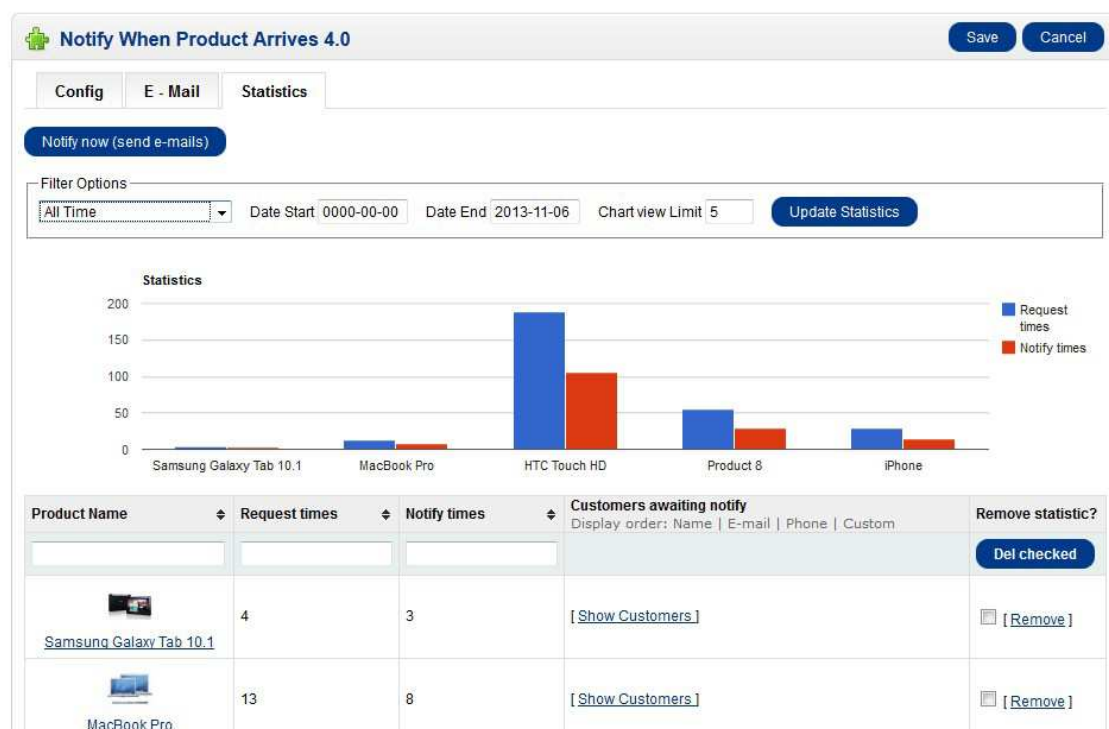 Notify When Product Arrives 4.0
Save
Cancel
Config
E - Mail
Statistics
Notify now (send e-mails)
Filter Options
All Time
Date Start 0000-00-00
Date End 2013-11-06
Chart view Limit 5
Update Statistics
Statistics
200
150
100
50
0
Request
times
Notify times
Samsung Galaxy Tab 10.1
MacBook Pro
HTC Touch HD
Product 8
iPhone
Product Name
Request times
Notify times
Customers awaiting notify
Display order: Name | E-mail | Phone | Custom
Remove statistic?
Del checked
Samsung Galaxy Tab 10.1
4
3
[ Show Customers ]
[ Remove ]
MacBook Pro
13
8
[ Show Customers ]
[ Remove ]